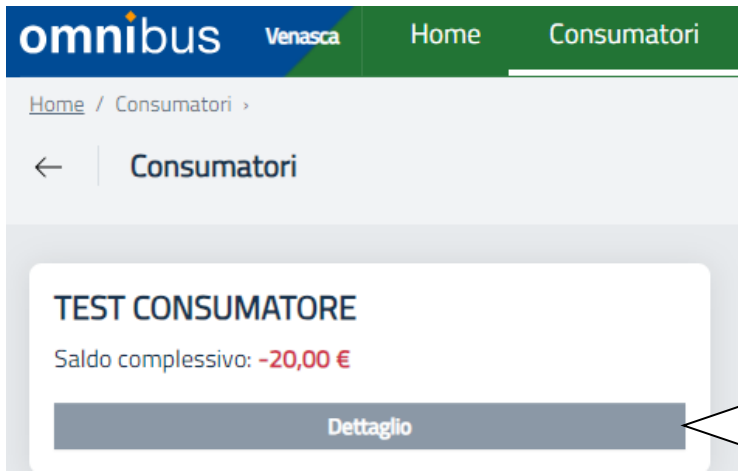 omnibus Venasca Home Consumatori
Home / Consumatori ›
← Consumatori
TEST CONSUMATORE
Saldo complessivo: -20,00 €
Dettaglio